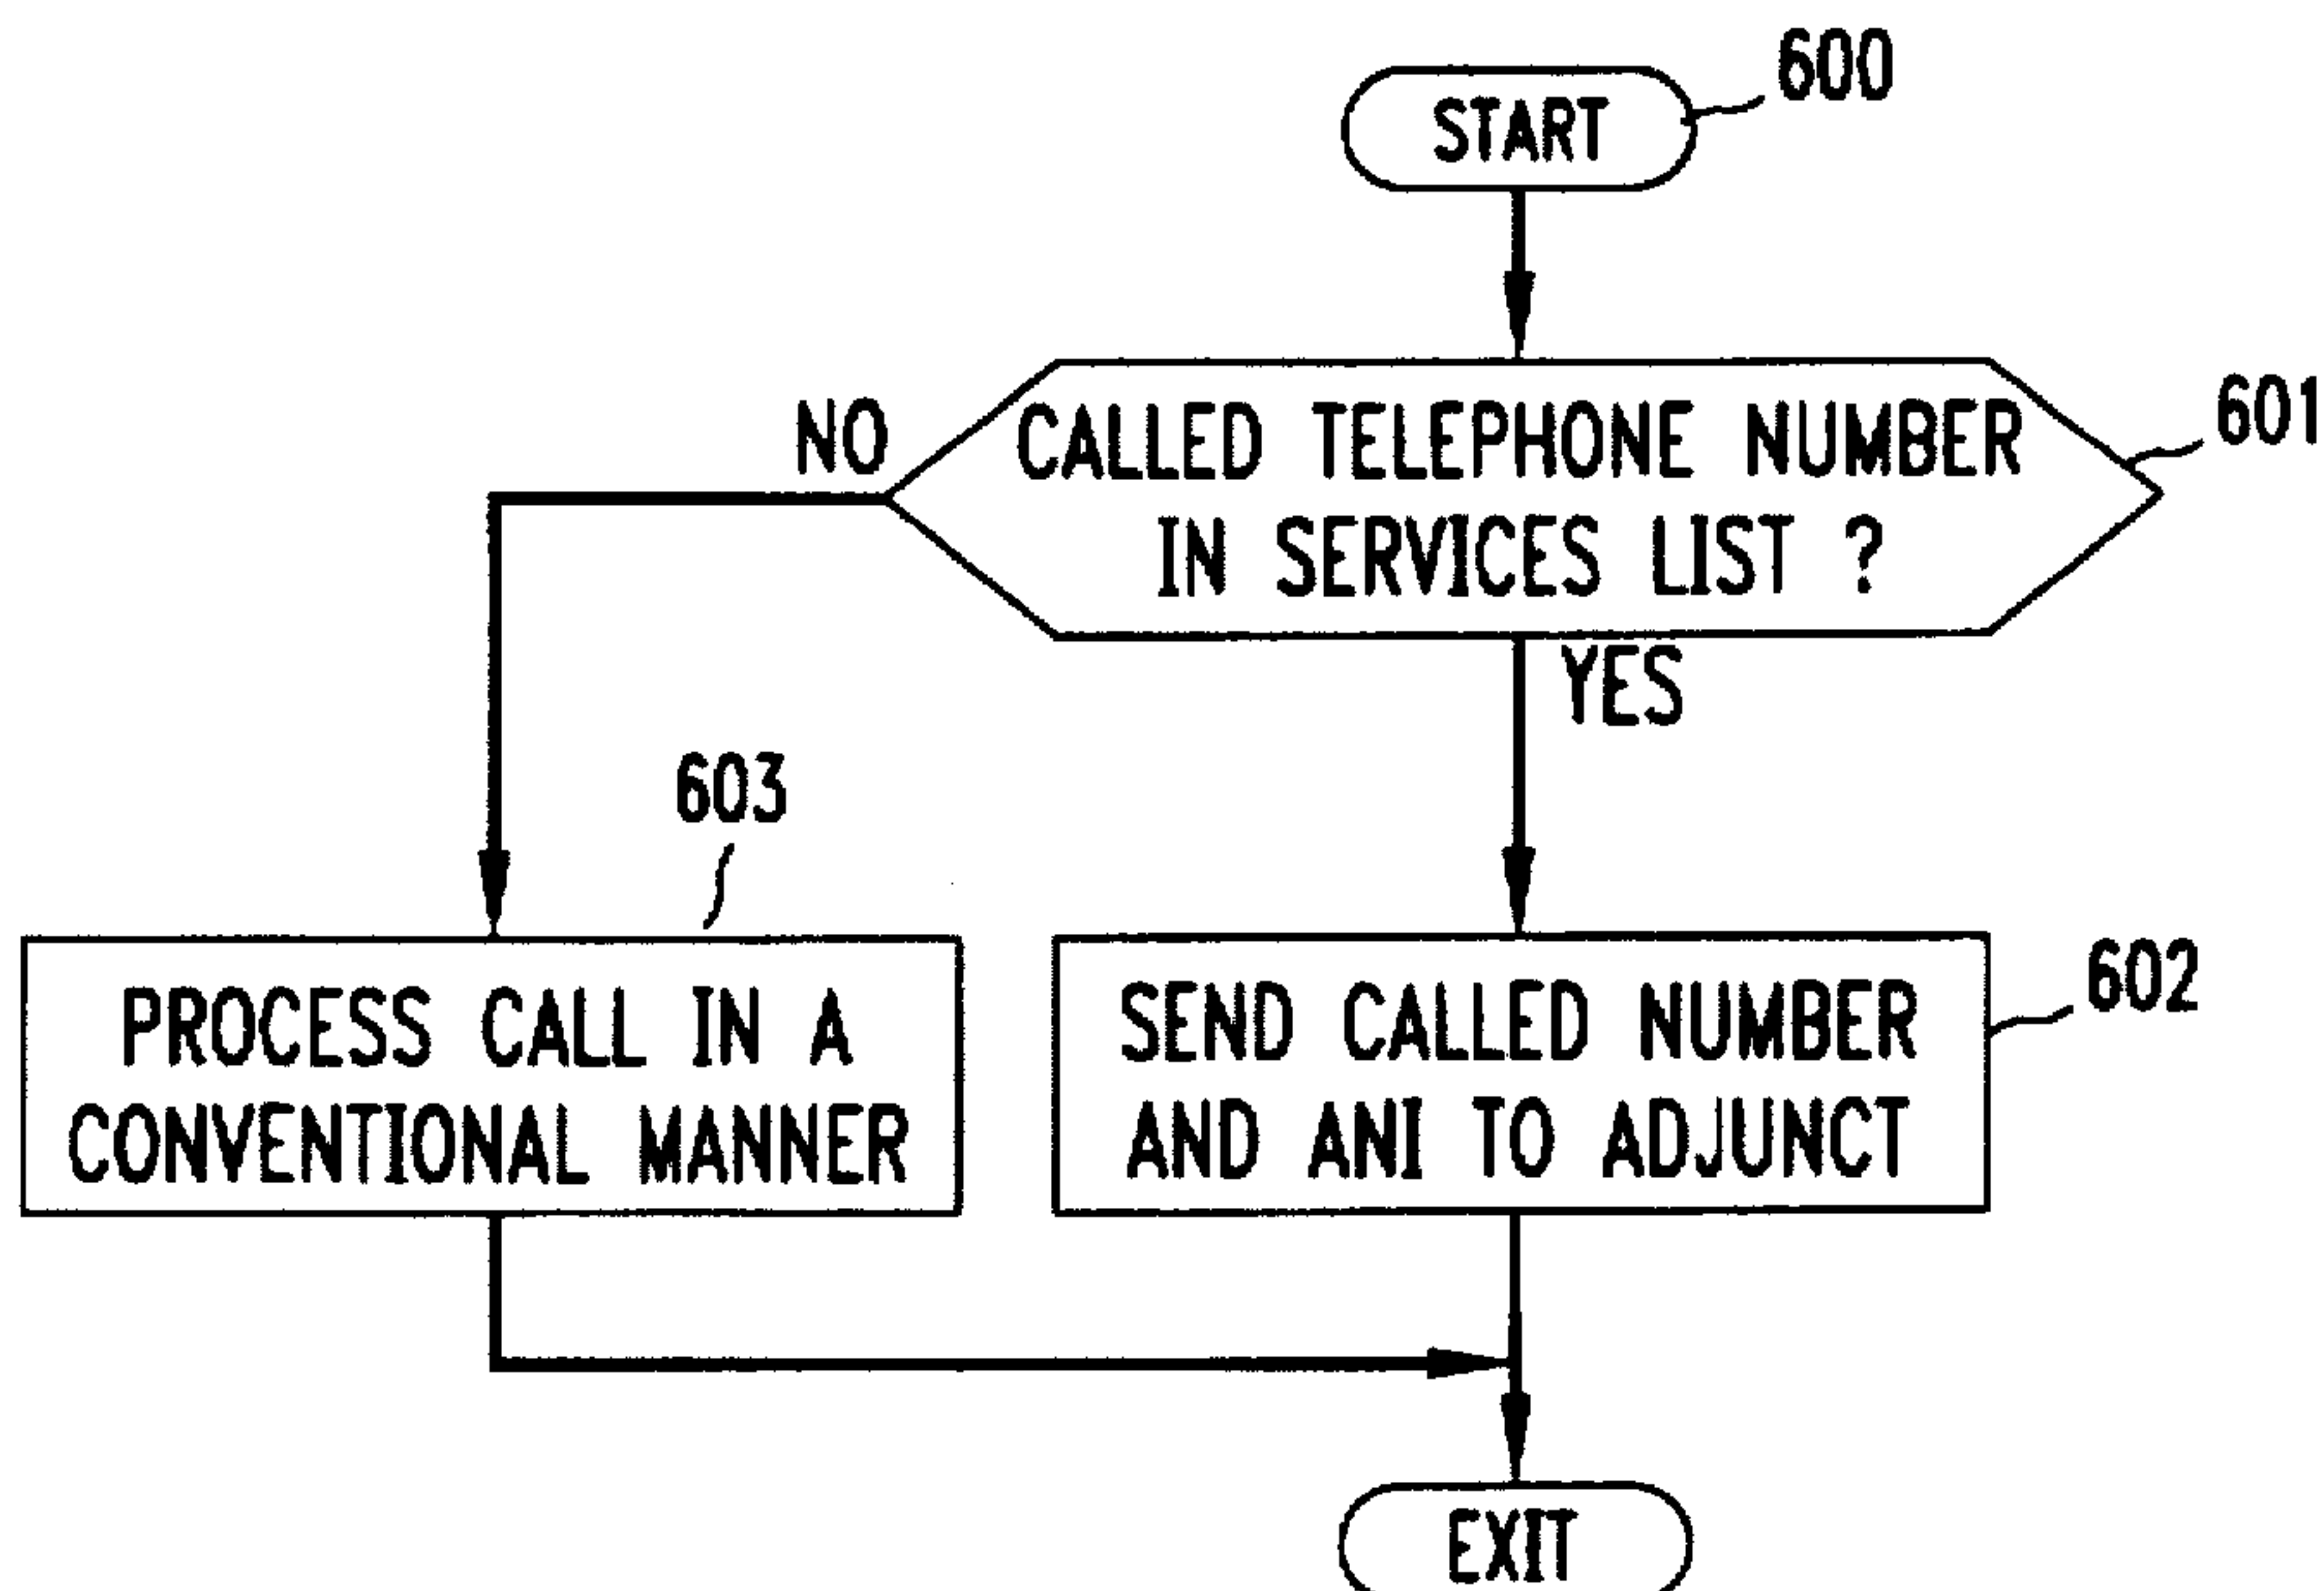 600
START
601
NO
CALLED TELEPHONE NUMBER
IN SERVICES LIST ?
YES
603
602
PROCESS CALL IN A
CONVENTIONAL MANNER
SEND CALLED NUMBER
AND ANI TO ADJUNCT
EXIT